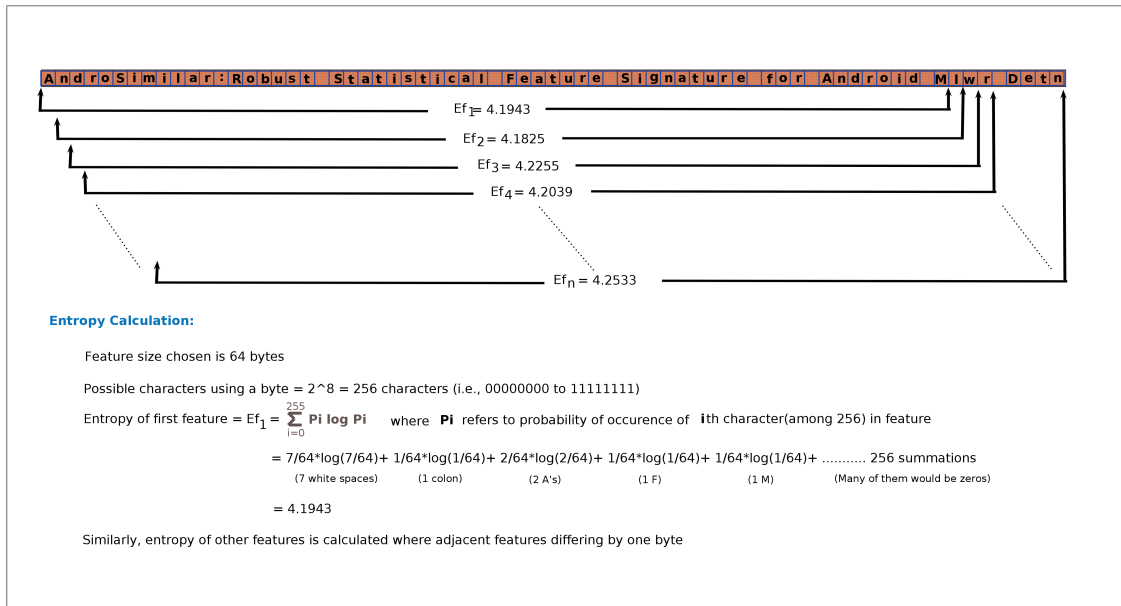 AndroSimilar:Robust Statistical Feature Signature for Android Mlwr Detn
Ef1= 4.1943
Ef2= 4.1825
Ef3= 4.2255
Ef4= 4.2039
Efn= 4.2533
Entropy Calculation:
Feature size chosen is 64 bytes
Possible characters using a byte = 2^8 = 256 characters (i.e., 00000000 to 11111111)
255
Entropy of first feature = Ef1= Σ Pi log Pi where Pi refers to probability of occurence of ith character(among 256) in feature
i=0
= 7/64*log(7/64)+ 1/64*log(1/64)+ 2/64*log(2/64)+ 1/64*log(1/64)+ 1/64*log(1/64)+ ........... 256 summations
(7 white spaces) (1 colon) (2 A's) (1 F) (1 M) (Many of them would be zeros)
= 4.1943
Similarly, entropy of other features is calculated where adjacent features differing by one byte